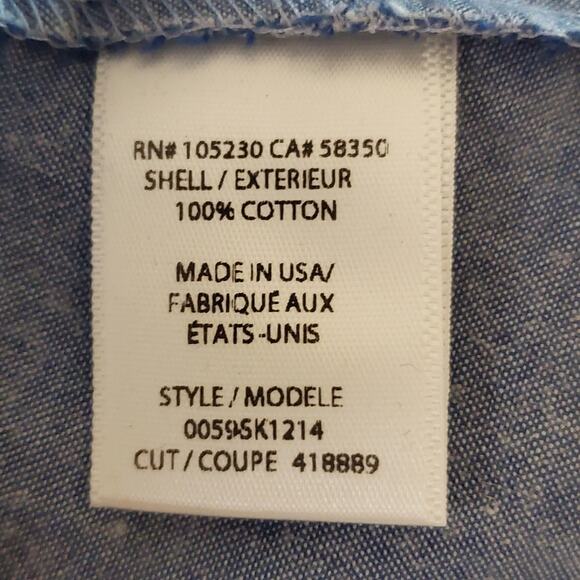 RN# 105230 CA# 58350
SHELL / EXTERIEUR
100% COTTON
MADE IN USA/
FABRIQUÉ AUX
ÉTATS-UNIS
STYLE / MODELE
0059SK1214
CUT / COUPE 418889